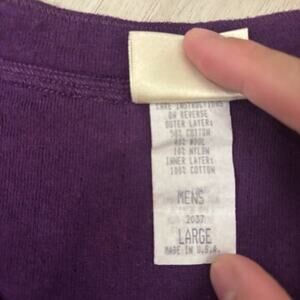 CARE INSTRUCTIONS
ON REVERSE
OUTER LAYER:
50% COTTON
40% WOOL
10% NYLON
INNER LAYER:
100% COTTON
MENS
2037
LARGE
MADE IN U.S.A.